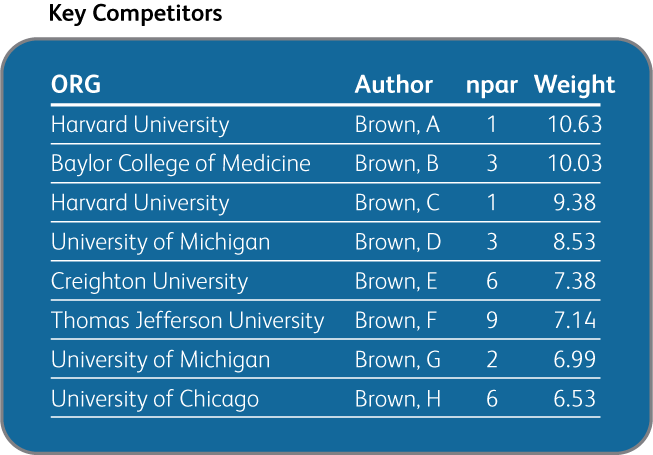 Key Competitors
ORG Author npar Weight
Harvard University Brown, A 1 10.63
Baylor College of Medicine Brown, B 3 10.03
Harvard University Brown, C 1 9.38
University of Michigan Brown, D 3 8.53
Creighton University Brown, E 6 7.38
Thomas Jefferson University Brown, F 9 7.14
University of Michigan Brown, G 2 6.99
University of Chicago Brown, H 6 6.53